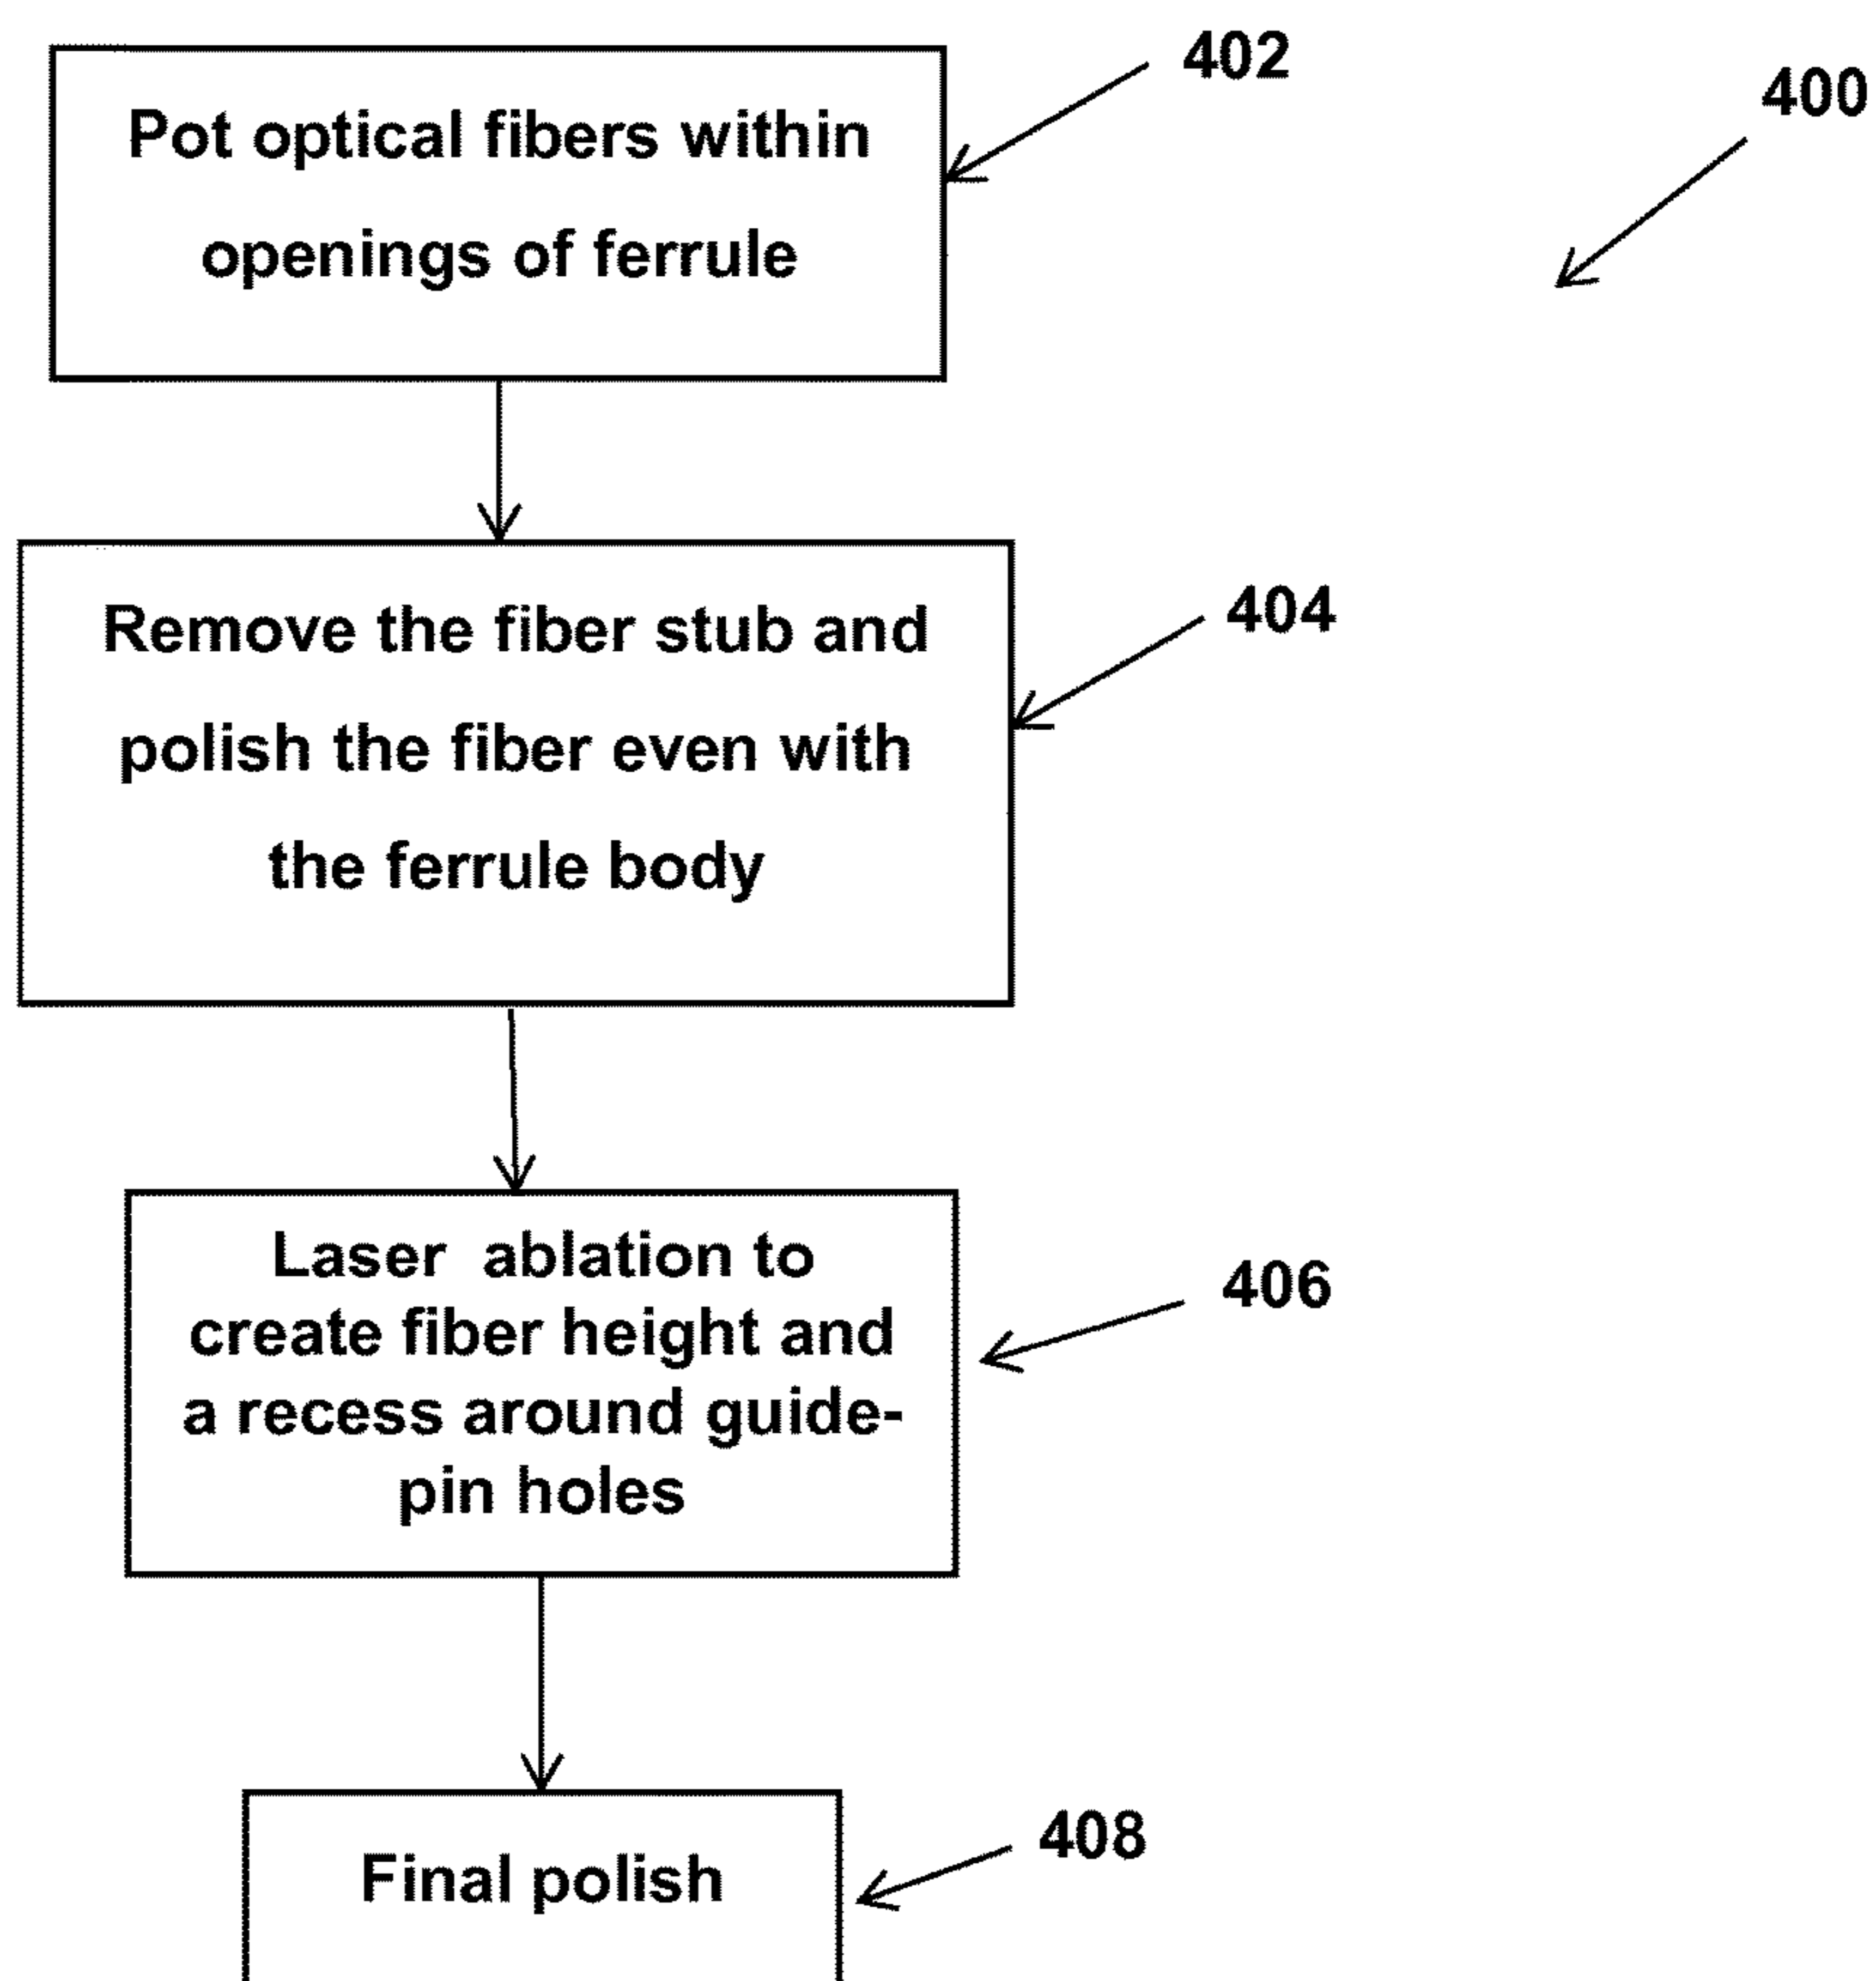 402
400
Pot optical fibers within
openings of ferrule
404
Remove the fiber stub and
polish the fiber even with
the ferrule body
406
Laser ablation to
create fiber height and
a recess around guide-
pin holes
408
Final polish